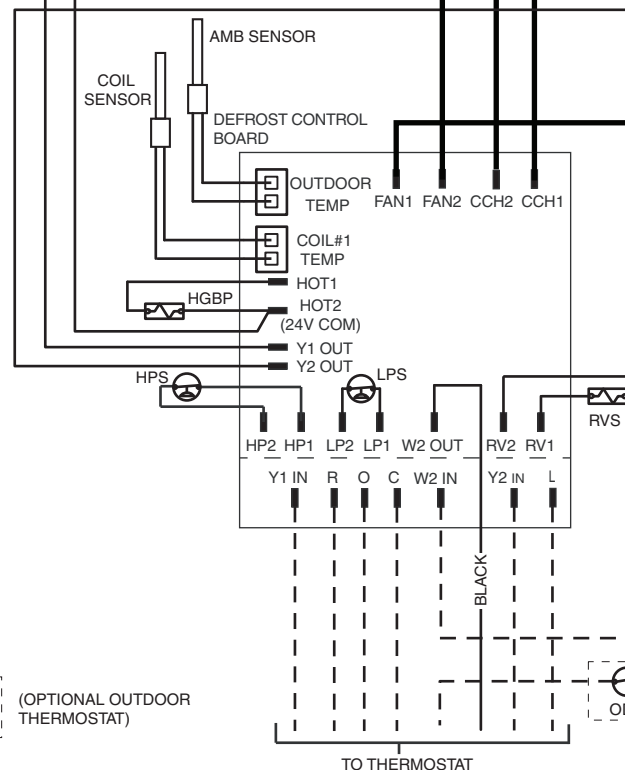 AMB SENSOR
COIL
SENSOR
DEFROST CONTROL
BOARD
OUTDOOR
TEMP
FAN1 FAN2 CCH2 CCH1
COIL#1
TEMP
HOT1
HGBP
HOT2
(24V COM)
Y1 OUT
Y2 OUT
HPS
LPS
RVS
HP2 HP1 LP2 LP1 W2 OUT RV2 RV1
Y1 IN R O C W2 IN Y2 IN L
BLACK
(OPTIONAL OUTDOOR
THERMOSTAT)
TO THERMOSTAT